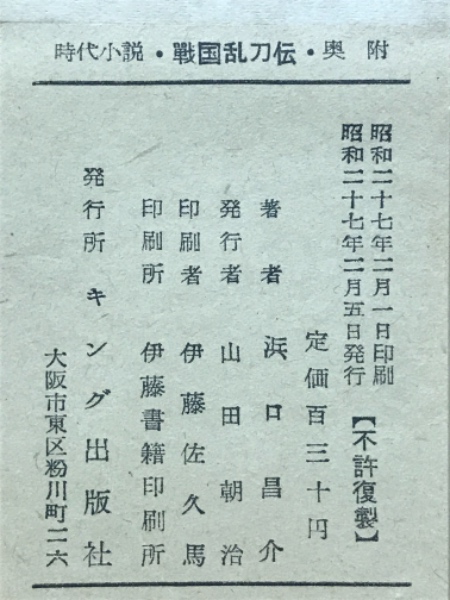 時代小説・戰国乱刀伝・奥附
昭和二十七年二月一日印刷
昭和二十七年二月五日発行
【不許復製】
定価百三十円
著者 浜口昌介
発行者 山田朝治
印刷者 伊藤佐久馬
印刷所 伊藤書籍印刷所
発行所 キング出版社
大阪市東区粉川町二六